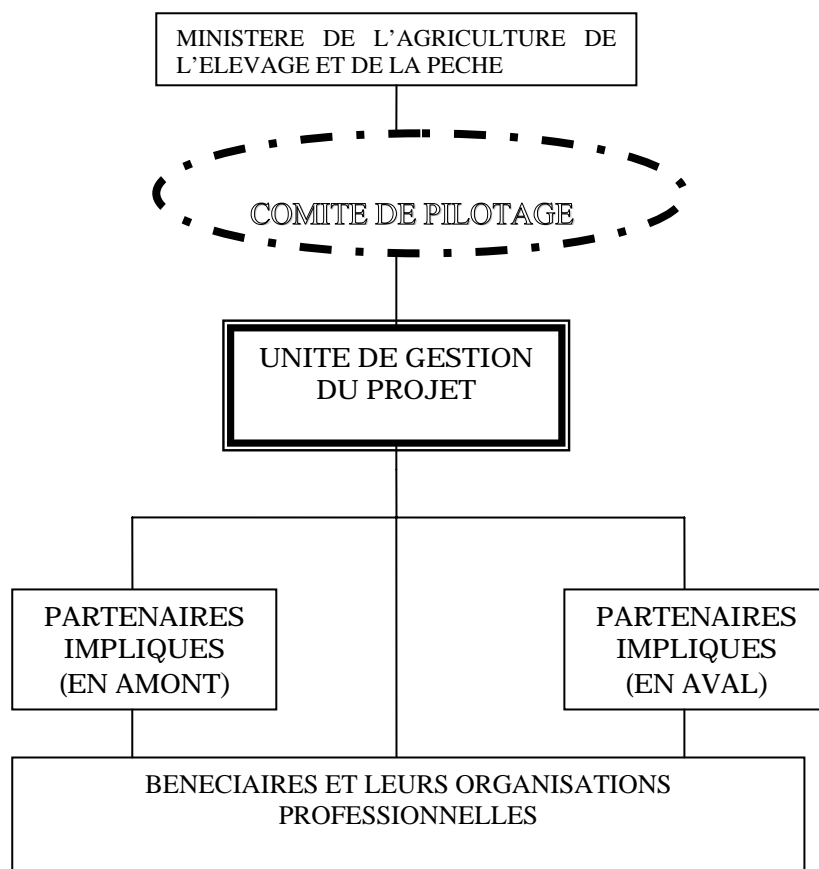 MINISTERE DE L'AGRICULTURE DE
L'ELEVAGE ET DE LA PECHE
COMITE DE PILOTAGE
UNITE DE GESTION
DU PROJET
PARTENAIRES
IMPLIQUES
(EN AMONT)
PARTENAIRES
IMPLIQUES
(EN AVAL)
BENECIAIRES ET LEURS ORGANISATIONS
PROFESSIONNELLES